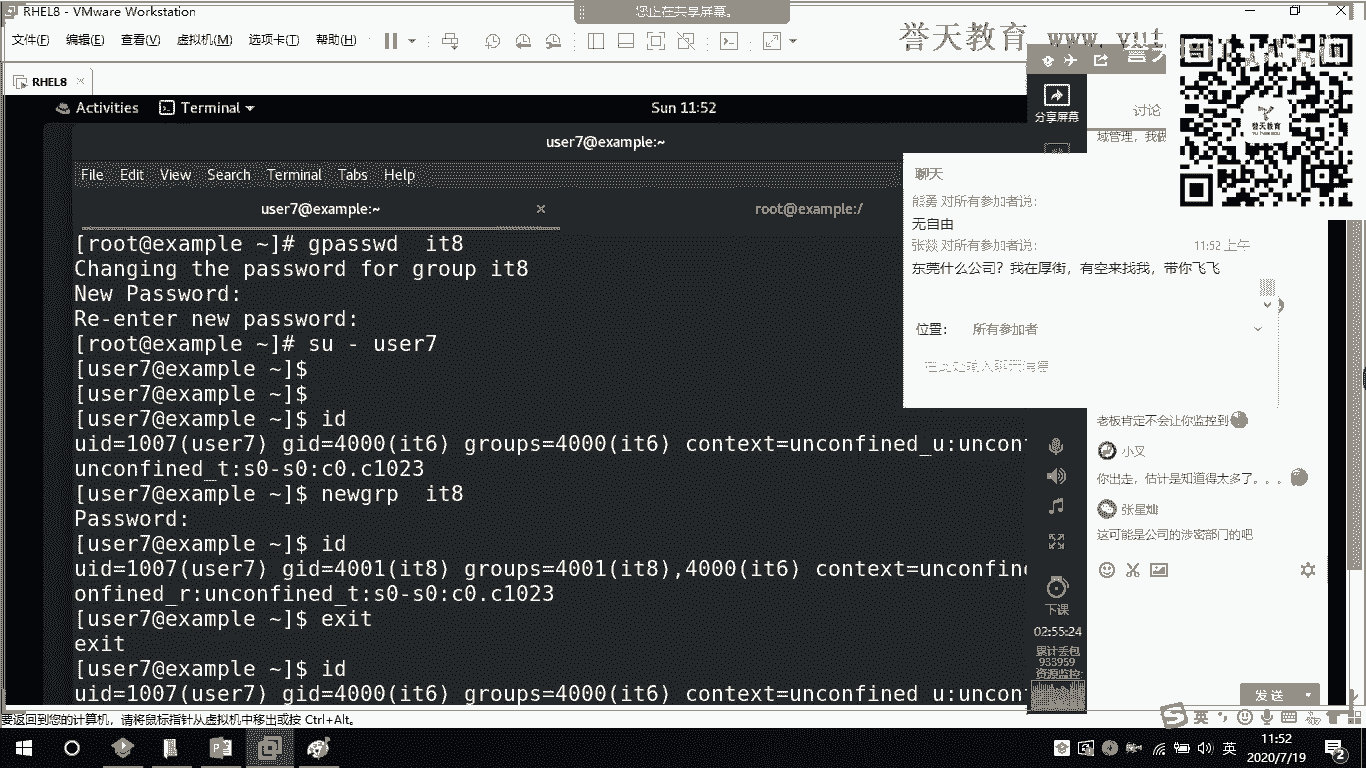 RHEL8 - VMware Workstation
您正在共享屏幕。
文件(F) 编辑(E) 查看(V) 虚拟机(M) 选项卡(T) 帮助(H)
誉天教育
RHEL8
Activities Terminal
Sun 11:52
user7@example:~
File Edit View Search Terminal Tabs Help
user7@example:~
root@example:/
[root@example ~]# gpasswd  it8
Changing the password for group it8
New Password:
Re-enter new password:
[root@example ~]# su - user7
[user7@example ~]$
[user7@example ~]$
[user7@example ~]$ id
uid=1007(user7) gid=4000(it6) groups=4000(it6) context=unconfined_u:unconf
unconfined_t:s0-s0:c0.c1023
[user7@example ~]$ newgrp  it8
Password:
[user7@example ~]$ id
uid=1007(user7) gid=4001(it8) groups=4001(it8),4000(it6) context=unconfine
onfined_r:unconfined_t:s0-s0:c0.c1023
[user7@example ~]$ exit
exit
[user7@example ~]$ id
uid=1007(user7) gid=4000(it6) groups=4000(it6) context=unconfined_u:unconf
要返回到您的计算机，请将鼠标指针从虚拟机中移出或按 Ctrl+Alt。
分享屏幕
讨论
誉天教育
域管理，我做
聊天
熊勇 对所有参加者说:
无自由
张燚 对所有参加者说: 11:52 上午
东莞什么公司？我在厚街，有空来找我，带你飞飞
位置： 所有参加者
老板肯定不会让你监控到
小叉
你出走，估计是知道得太多了。。。
张星灿
这可能是公司的涉密部门的吧
下课
02:55:24
累计丢包
933959
资源监控:
发送
英
英
11:52
2020/7/19
2